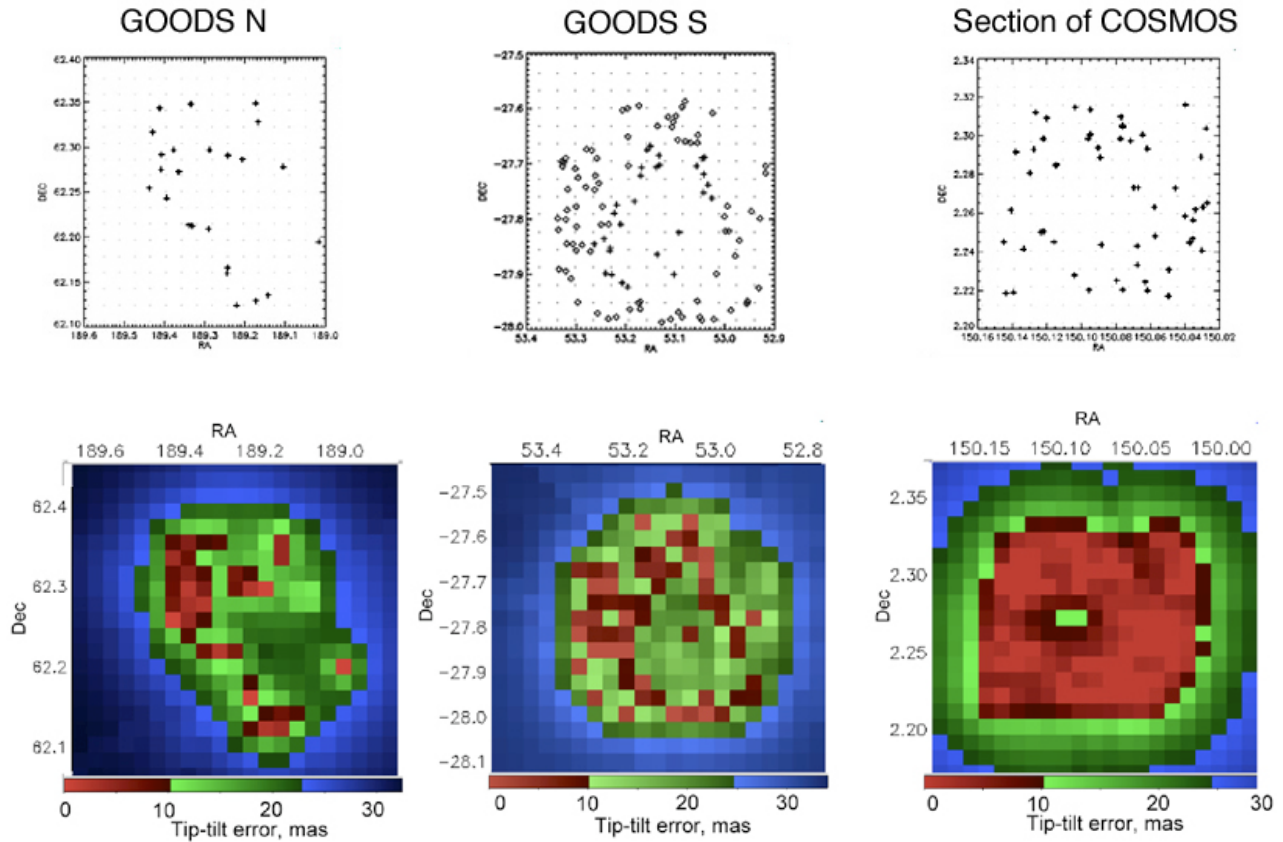 GOODS N
GOODS S
Section of COSMOS
62.40
62.35
62.30
62.25
62.20
62.15
62.10
DEC
189.6 189.5 189.4 189.3 189.2 189.1 189.0
RA
-27.5
-27.6
-27.7
-27.8
-27.9
-28.0
DEC
53.4 53.3 53.2 53.1 53.0 52.9
RA
2.34
2.32
2.30
2.28
2.26
2.24
2.22
2.20
DEC
150.16 150.14 150.12 150.10 150.08 150.06 150.04 150.02
RA
RA
189.6 189.4 189.2 189.0
62.4
62.3
62.2
62.1
Dec
0 10 20 30
Tip-tilt error, mas
RA
53.4 53.2 53.0 52.8
-27.5
-27.6
-27.7
-27.8
-27.9
-28.0
-28.1
Dec
0 10 20 30
Tip-tilt error, mas
RA
150.15 150.10 150.05 150.00
2.35
2.30
2.25
2.20
Dec
0 10 20 30
Tip-tilt error, mas